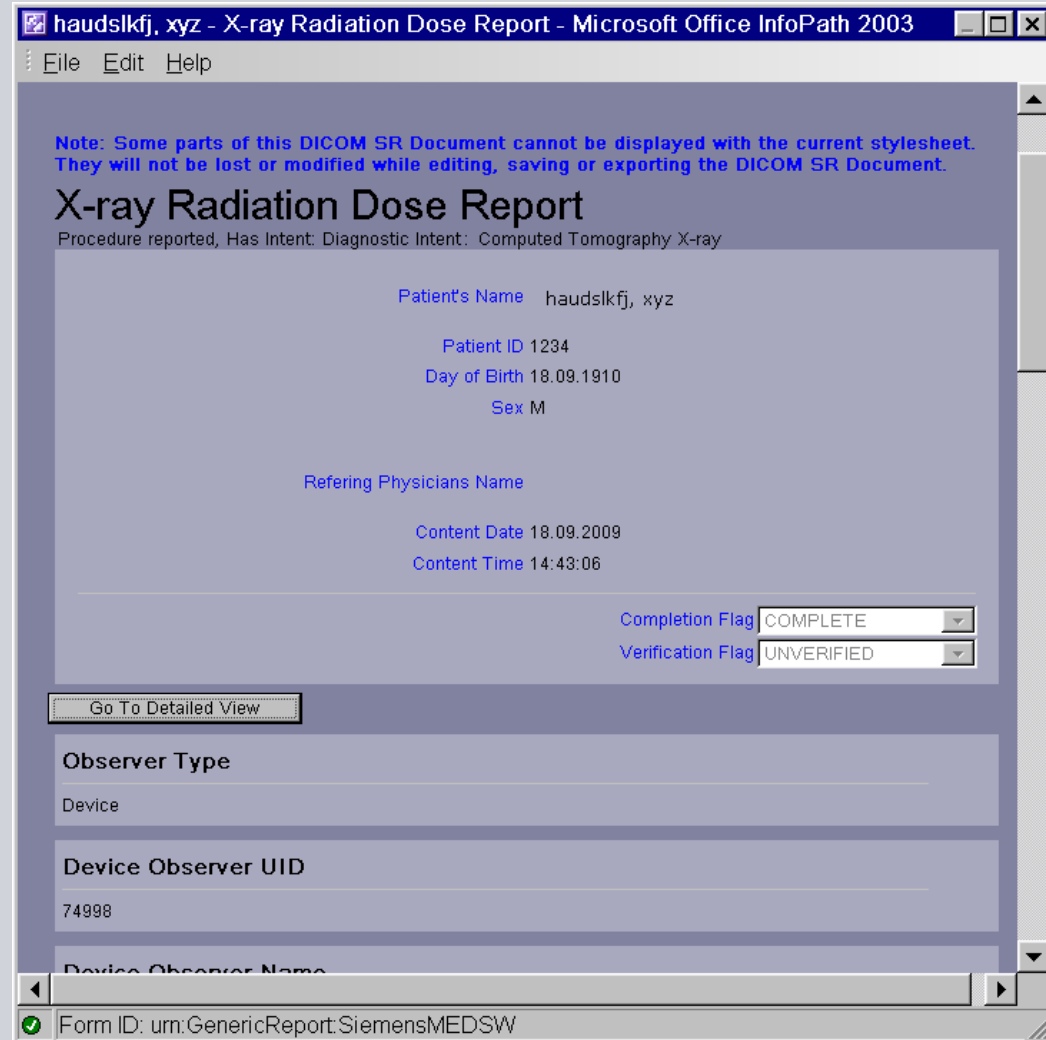 haudslkfj, xyz - X-ray Radiation Dose Report - Microsoft Office InfoPath 2003
File Edit Help
Note: Some parts of this DICOM SR Document cannot be displayed with the current stylesheet.
They will not be lost or modified while editing, saving or exporting the DICOM SR Document.
X-ray Radiation Dose Report
Procedure reported, Has Intent: Diagnostic Intent: Computed Tomography X-ray
Patient's Name haudslkfj, xyz
Patient ID 1234
Day of Birth 18.09.1910
Sex M
Refering Physicians Name
Content Date 18.09.2009
Content Time 14:43:06
Completion Flag COMPLETE
Verification Flag UNVERIFIED
Go To Detailed View
Observer Type
Device
Device Observer UID
74998
Device Observer Name
Form ID: urn:GenericReport:SiemensMEDSW